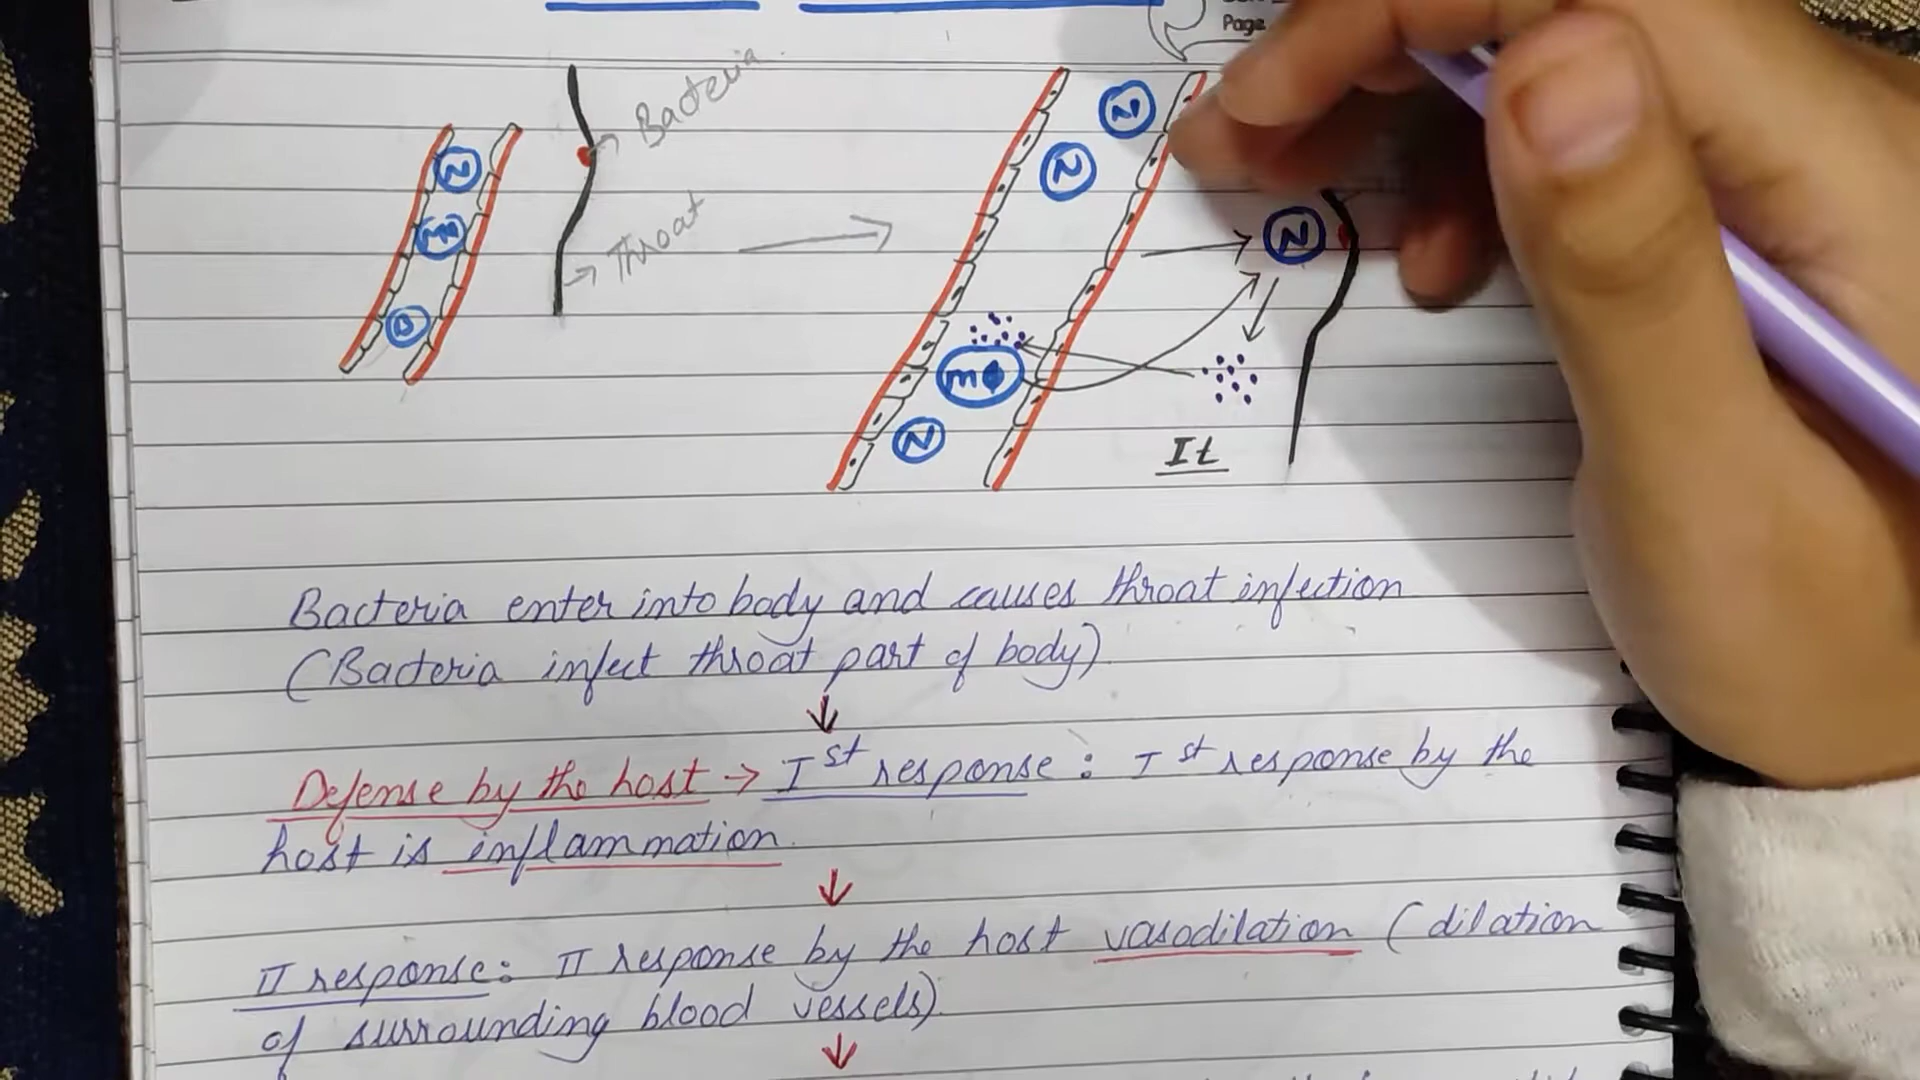 Page
Bacteria
Throat
N
B
N
N
N
mφ
N
It
Bacteria enter into body and causes throat infection
(Bacteria infect throat part of body).
Defense by the host → Ist response : Ist response by the
host is inflammation.
II response : II response by the host vasodilation (dilation
of surrounding blood vessels).